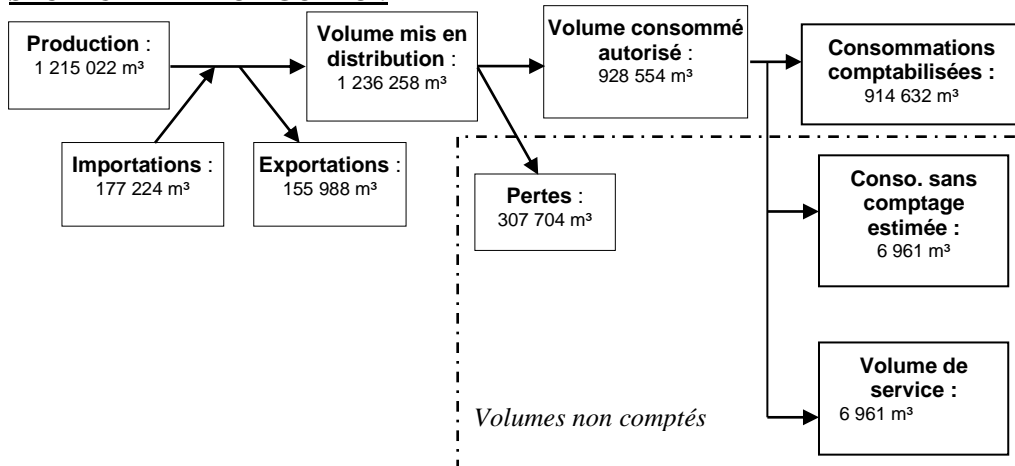 Production :
1 215 022 m³
Volume mis en
distribution :
1 236 258 m³
Volume consommé
autorisé :
928 554 m³
Consommations
comptabilisées :
914 632 m³
Importations :
177 224 m³
Exportations :
155 988 m³
Pertes :
307 704 m³
Conso. sans
comptage
estimée :
6 961 m³
Volume de
service :
6 961 m³
Volumes non comptés